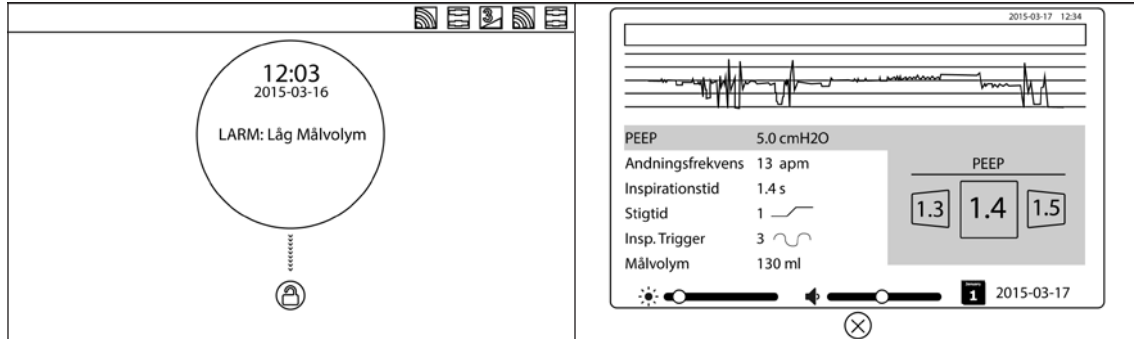 3
12:03
2015-03-16
LARM: Låg Målvolym
2015-03-17 12:34
PEEP 5.0 cmH2O
Andningsfrekvens 13 apm
Inspirationstid 1.4 s
Stigtid 1
Insp. Trigger 3
Målvolym 130 ml
PEEP
1.3 1.4 1.5
1 2015-03-17